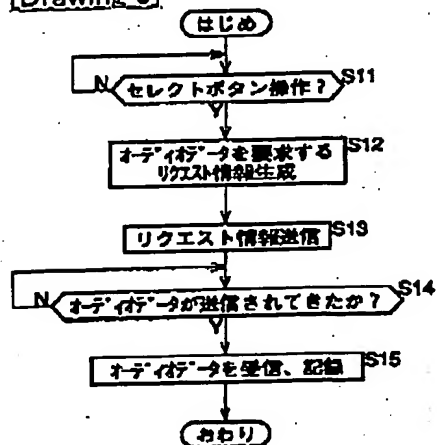 [Drawing 6]
はじめ
セレクトボタン操作? S11
N
Y
オーディオデータを要求する S12
リクエスト情報生成
リクエスト情報送信 S13
オーディオデータが送信されてきたか? S14
N
Y
オーディオデータを受信、記録 S15
おわり